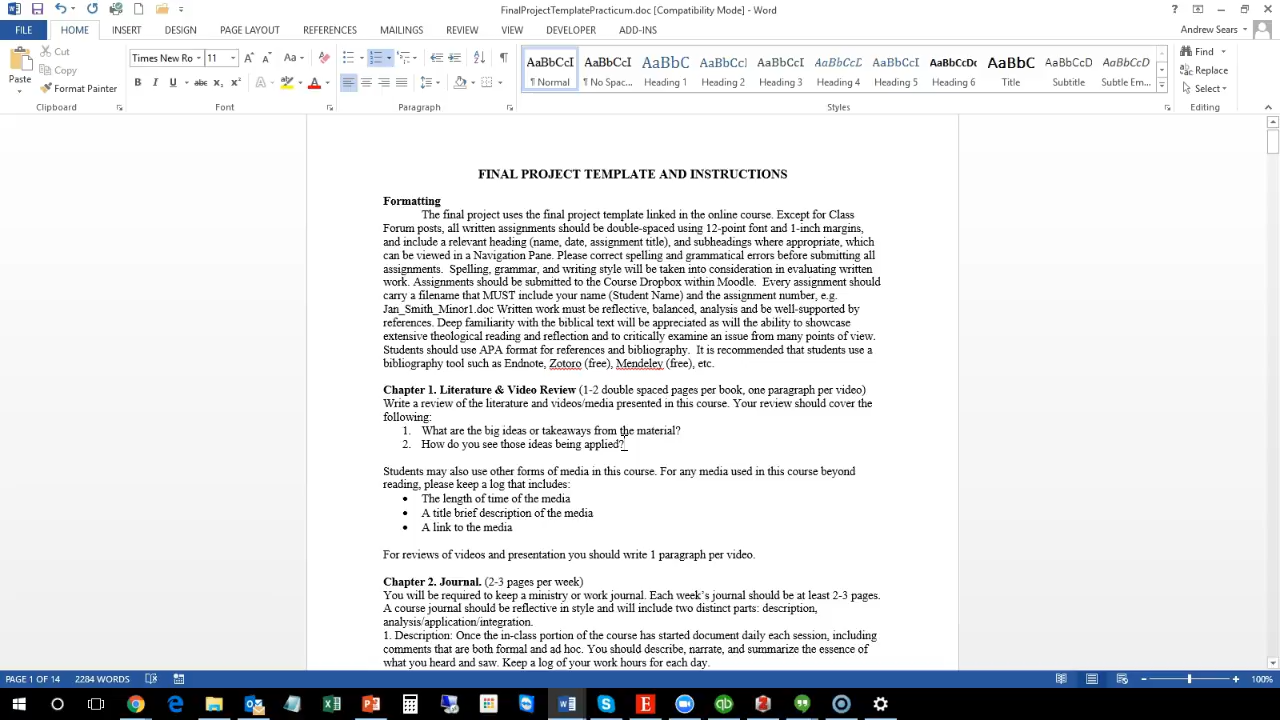 FinalProjectTemplatePracticum.doc [Compatibility Mode] - Word
FILE HOME INSERT DESIGN PAGE LAYOUT REFERENCES MAILINGS REVIEW VIEW DEVELOPER ADD-INS Andrew Sears
Paste
Cut
Copy
Format Painter
Clipboard
Times New Ro 11
Font
Paragraph
AaBbCcI AaBbCcI AaBbC AaBbCcI AaBbCcI AaBbCcI AaBbCcI AaBbCcDc AaBbC AaBbCcD AaBbCcD
¶ Normal ¶ No Spac... Heading 1 Heading 2 Heading 3 Heading 4 Heading 5 Heading 6 Title Subtitle Subtle Em...
Styles
Find
Replace
Select
Editing
FINAL PROJECT TEMPLATE AND INSTRUCTIONS
Formatting
The final project uses the final project template linked in the online course. Except for Class
Forum posts, all written assignments should be double-spaced using 12-point font and 1-inch margins,
and include a relevant heading (name, date, assignment title), and subheadings where appropriate, which
can be viewed in a Navigation Pane. Please correct spelling and grammatical errors before submitting all
assignments.  Spelling, grammar, and writing style will be taken into consideration in evaluating written
work. Assignments should be submitted to the Course Dropbox within Moodle.  Every assignment should
carry a filename that MUST include your name (Student Name) and the assignment number, e.g.
Jan_Smith_Minor1.doc Written work must be reflective, balanced, analysis and be well-supported by
references. Deep familiarity with the biblical text will be appreciated as will the ability to showcase
extensive theological reading and reflection and to critically examine an issue from many points of view.
Students should use APA format for references and bibliography.  It is recommended that students use a
bibliography tool such as Endnote, Zotoro (free), Mendeley (free), etc.
Chapter 1. Literature & Video Review (1-2 double spaced pages per book, one paragraph per video)
Write a review of the literature and videos/media presented in this course. Your review should cover the
following:
1. What are the big ideas or takeaways from the material?
2. How do you see those ideas being applied?
Students may also use other forms of media in this course. For any media used in this course beyond
reading, please keep a log that includes:
• The length of time of the media
• A title brief description of the media
• A link to the media
For reviews of videos and presentation you should write 1 paragraph per video.
Chapter 2. Journal. (2-3 pages per week)
You will be required to keep a ministry or work journal. Each week's journal should be at least 2-3 pages.
A course journal should be reflective in style and will include two distinct parts: description,
analysis/application/integration.
1. Description: Once the in-class portion of the course has started document daily each session, including
comments that are both formal and ad hoc. You should describe, narrate, and summarize the essence of
what you heard and saw. Keep a log of your work hours for each day.
PAGE 1 OF 14 2284 WORDS 100%